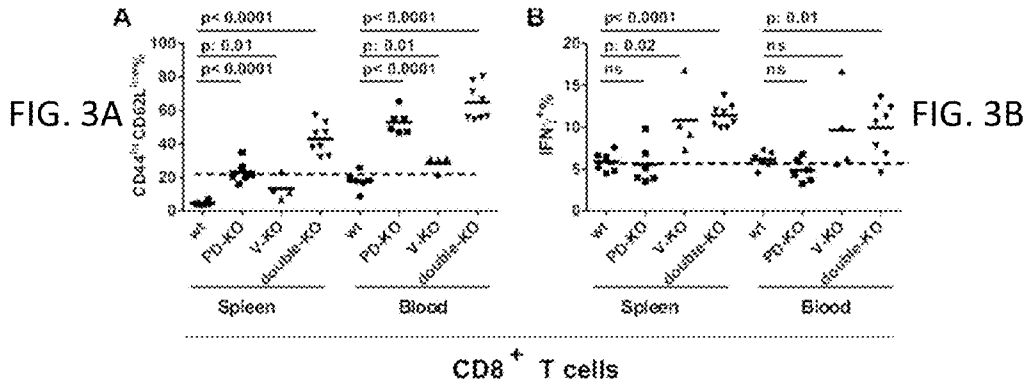 A
B
FIG. 3A
FIG. 3B
p< 0.0001
p: 0.01
p< 0.0001
p< 0.0001
p: 0.01
p< 0.0001
CD44ʰⁱ CD62Lˡᵒʷ%
100
80
60
40
20
0
wt
PD-KO
V-KO
double-KO
wt
PD-KO
V-KO
double-KO
Spleen
Blood
p< 0.0001
p: 0.02
ns
p: 0.01
ns
ns
IFNγ⁺%
20
15
10
5
0
wt
PD-KO
V-KO
double-KO
wt
PD-KO
V-KO
double-KO
Spleen
Blood
CD8⁺ T cells